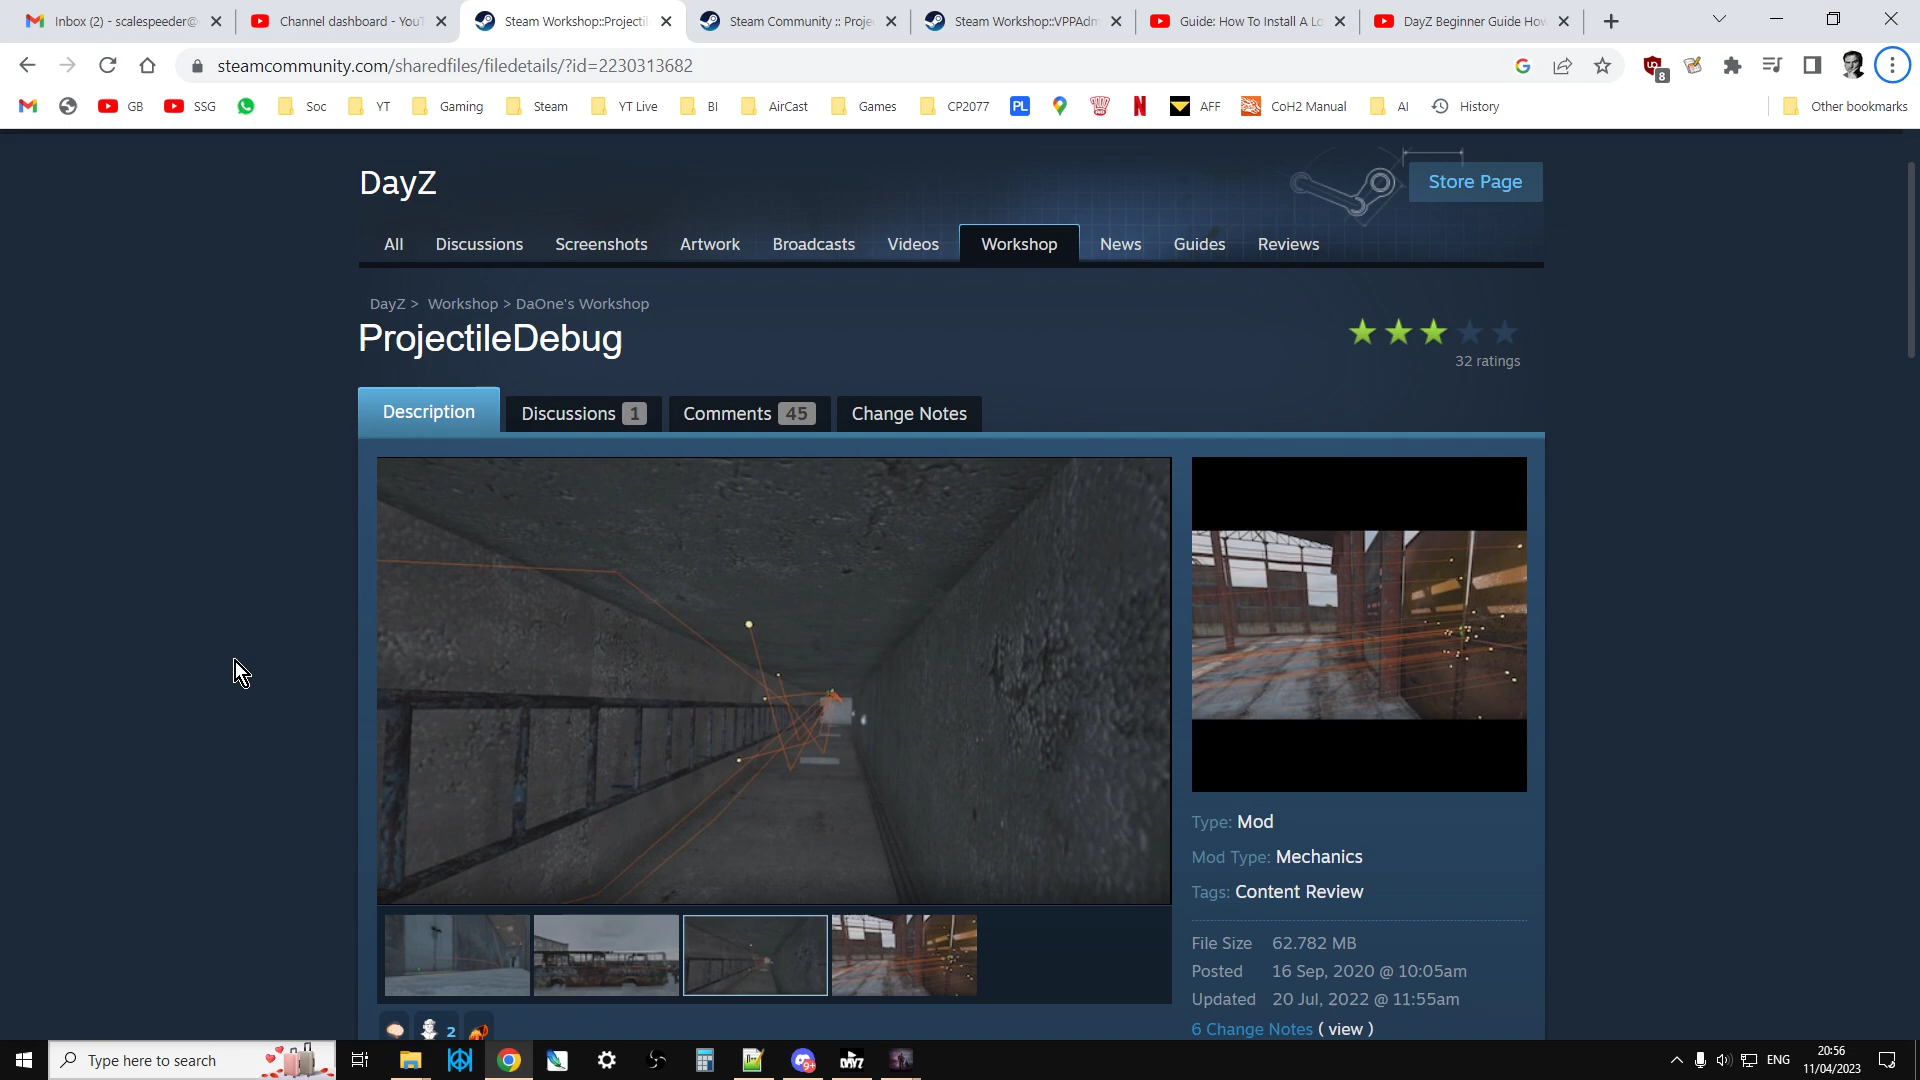 Inbox (2) - scalespeeder@
Channel dashboard - YouT
Steam Workshop::Projectil
Steam Community :: Proje
Steam Workshop::VPPAdm
Guide: How To Install A Lo
DayZ Beginner Guide How
steamcommunity.com/sharedfiles/filedetails/?id=2230313682
8
GB
SSG
Soc
YT
Gaming
Steam
YT Live
BI
AirCast
Games
CP2077
PL
AFF
CoH2 Manual
AI
History
Other bookmarks
DayZ
Store Page
All
Discussions
Screenshots
Artwork
Broadcasts
Videos
Workshop
News
Guides
Reviews
DayZ > Workshop > DaOne's Workshop
ProjectileDebug
32 ratings
Description
Discussions 1
Comments 45
Change Notes
Type: Mod
Mod Type: Mechanics
Tags: Content Review
File Size 62.782 MB
Posted 16 Sep, 2020 @ 10:05am
Updated 20 Jul, 2022 @ 11:55am
6 Change Notes ( view )
2
Type here to search
9+
DAYZ
ENG
20:56
11/04/2023